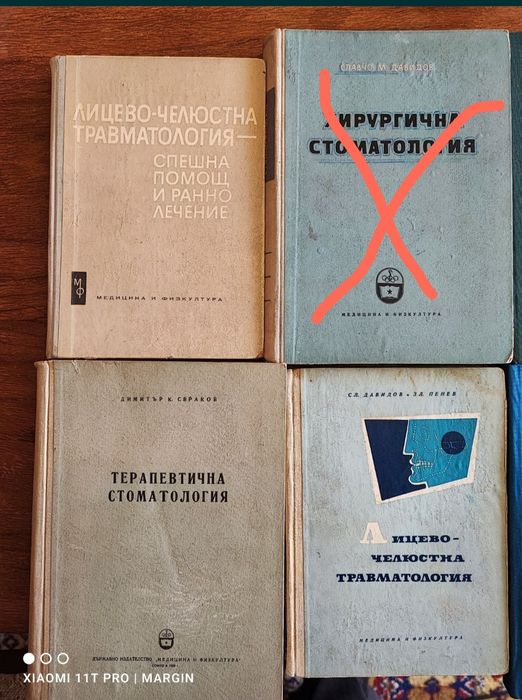 ЛИЦЕВО-ЧЕЛЮСТНА
ТРАВМАТОЛОГИЯ—
СПЕШНА
ПОМОЩ
И РАННО
ЛЕЧЕНИЕ
МФ
МЕДИЦИНА И ФИЗКУЛТУРА
СЛАВЧО М. ДАВИДОВ
ХИРУРГИЧНА
СТОМАТОЛОГИЯ
МЕДИЦИНА И ФИЗКУЛТУРА
ДИМИТЪР К. СВРАКОВ
ТЕРАПЕВТИЧНА
СТОМАТОЛОГИЯ
ДЪРЖАВНО ИЗДАТЕЛСТВО „МЕДИЦИНА И ФИЗКУЛТУРА"
СЛ. ДАВИДОВ • ЗЛ. ПЕНЕВ
ЛИЦЕВО-
ЧЕЛЮСТНА
ТРАВМАТОЛОГИЯ
МЕДИЦИНА И ФИЗКУЛТУРА
XIAOMI 11T PRO | MARGIN